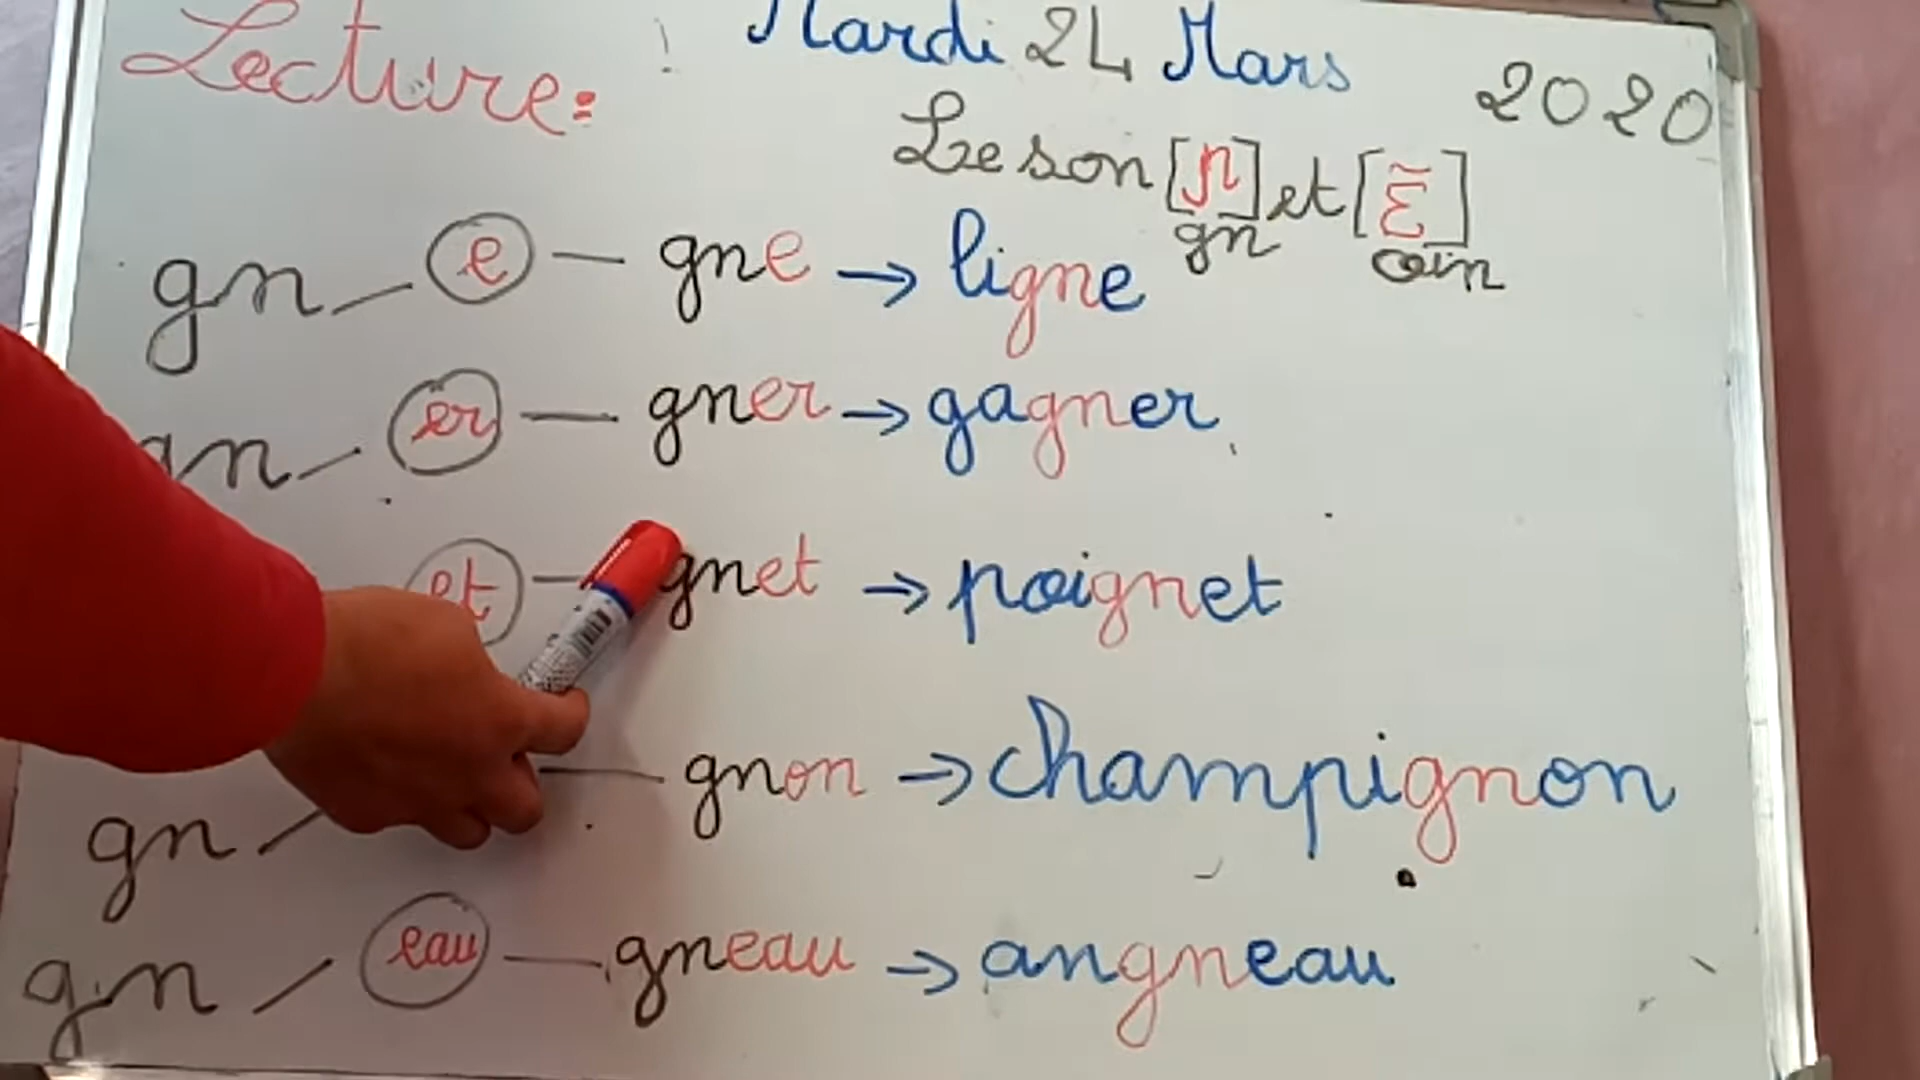 Lecture: Mardi 24 Mars 2020
Le son [ɲ] et [ɛ̃]
gn oin
gn e — gne → ligne
gn er — gner → gagner
et — gnet → poignet
gn — gnon → champignon
gn eau — gneau → angneau